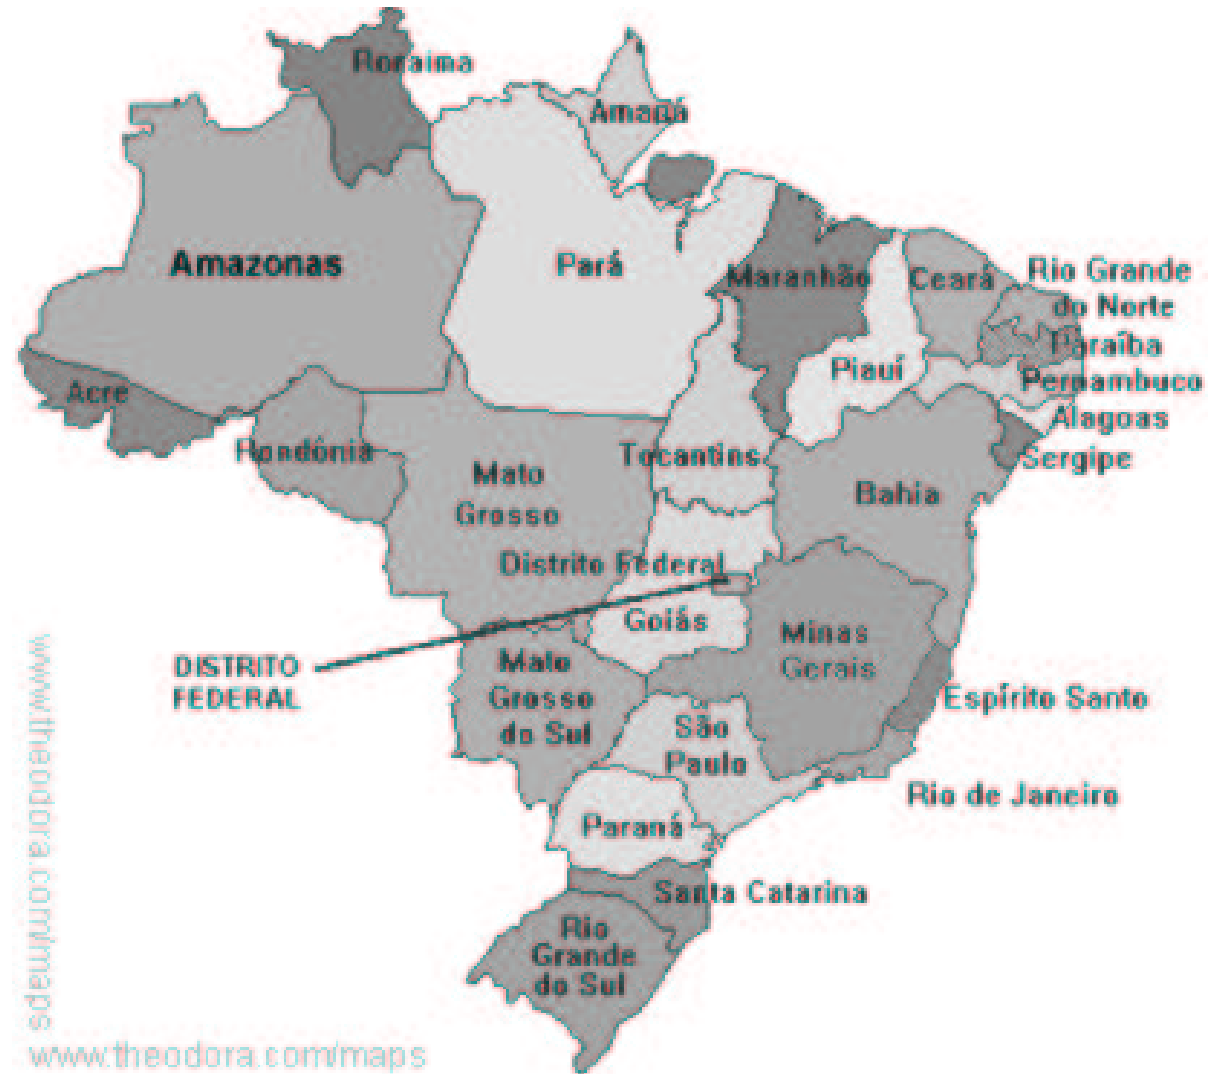 Roraima
Amapá
Amazonas
Pará
Maranhão
Ceará
Rio Grande
do Norte
Paraíba
Piauí
Pernambuco
Acre
Alagoas
Rondônia
Tocantins
Sergipe
Mato
Grosso
Bahia
Distrito Federal
Goiás
Minas
Gerais
DISTRITO
FEDERAL
Mato
Grosso
do Sul
Espírito Santo
São
Paulo
Rio de Janeiro
Paraná
Santa Catarina
Rio
Grande
do Sul
www.theodora.com/maps
www.theodora.com/maps